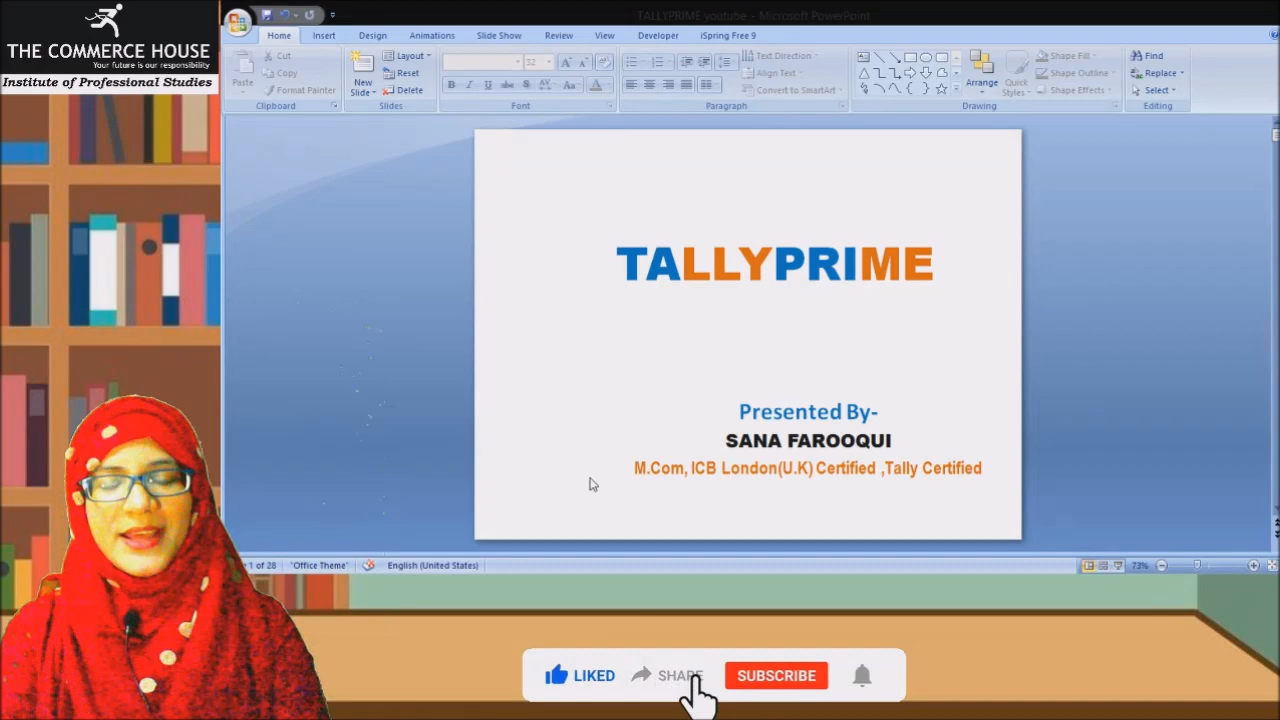 THE COMMERCE HOUSE
Your future is our responsibility
Institute of Professional Studies
TALLYPRIME youtube - Microsoft PowerPoint
Home Insert Design Animations Slide Show Review View Developer iSpring Free 9
Paste
Cut
Copy
Format Painter
Clipboard
New Slide
Layout
Reset
Delete
Slides
32
B I U abc S AV Aa A
Font
Text Direction
Align Text
Convert to SmartArt
Paragraph
Arrange
Quick Styles
Shape Fill
Shape Outline
Shape Effects
Drawing
Find
Replace
Select
Editing
TALLYPRIME
Presented By-
SANA FAROOQUI
M.Com, ICB London(U.K) Certified ,Tally Certified
1 of 28 "Office Theme" English (United States) 73%
LIKED SHARE SUBSCRIBE